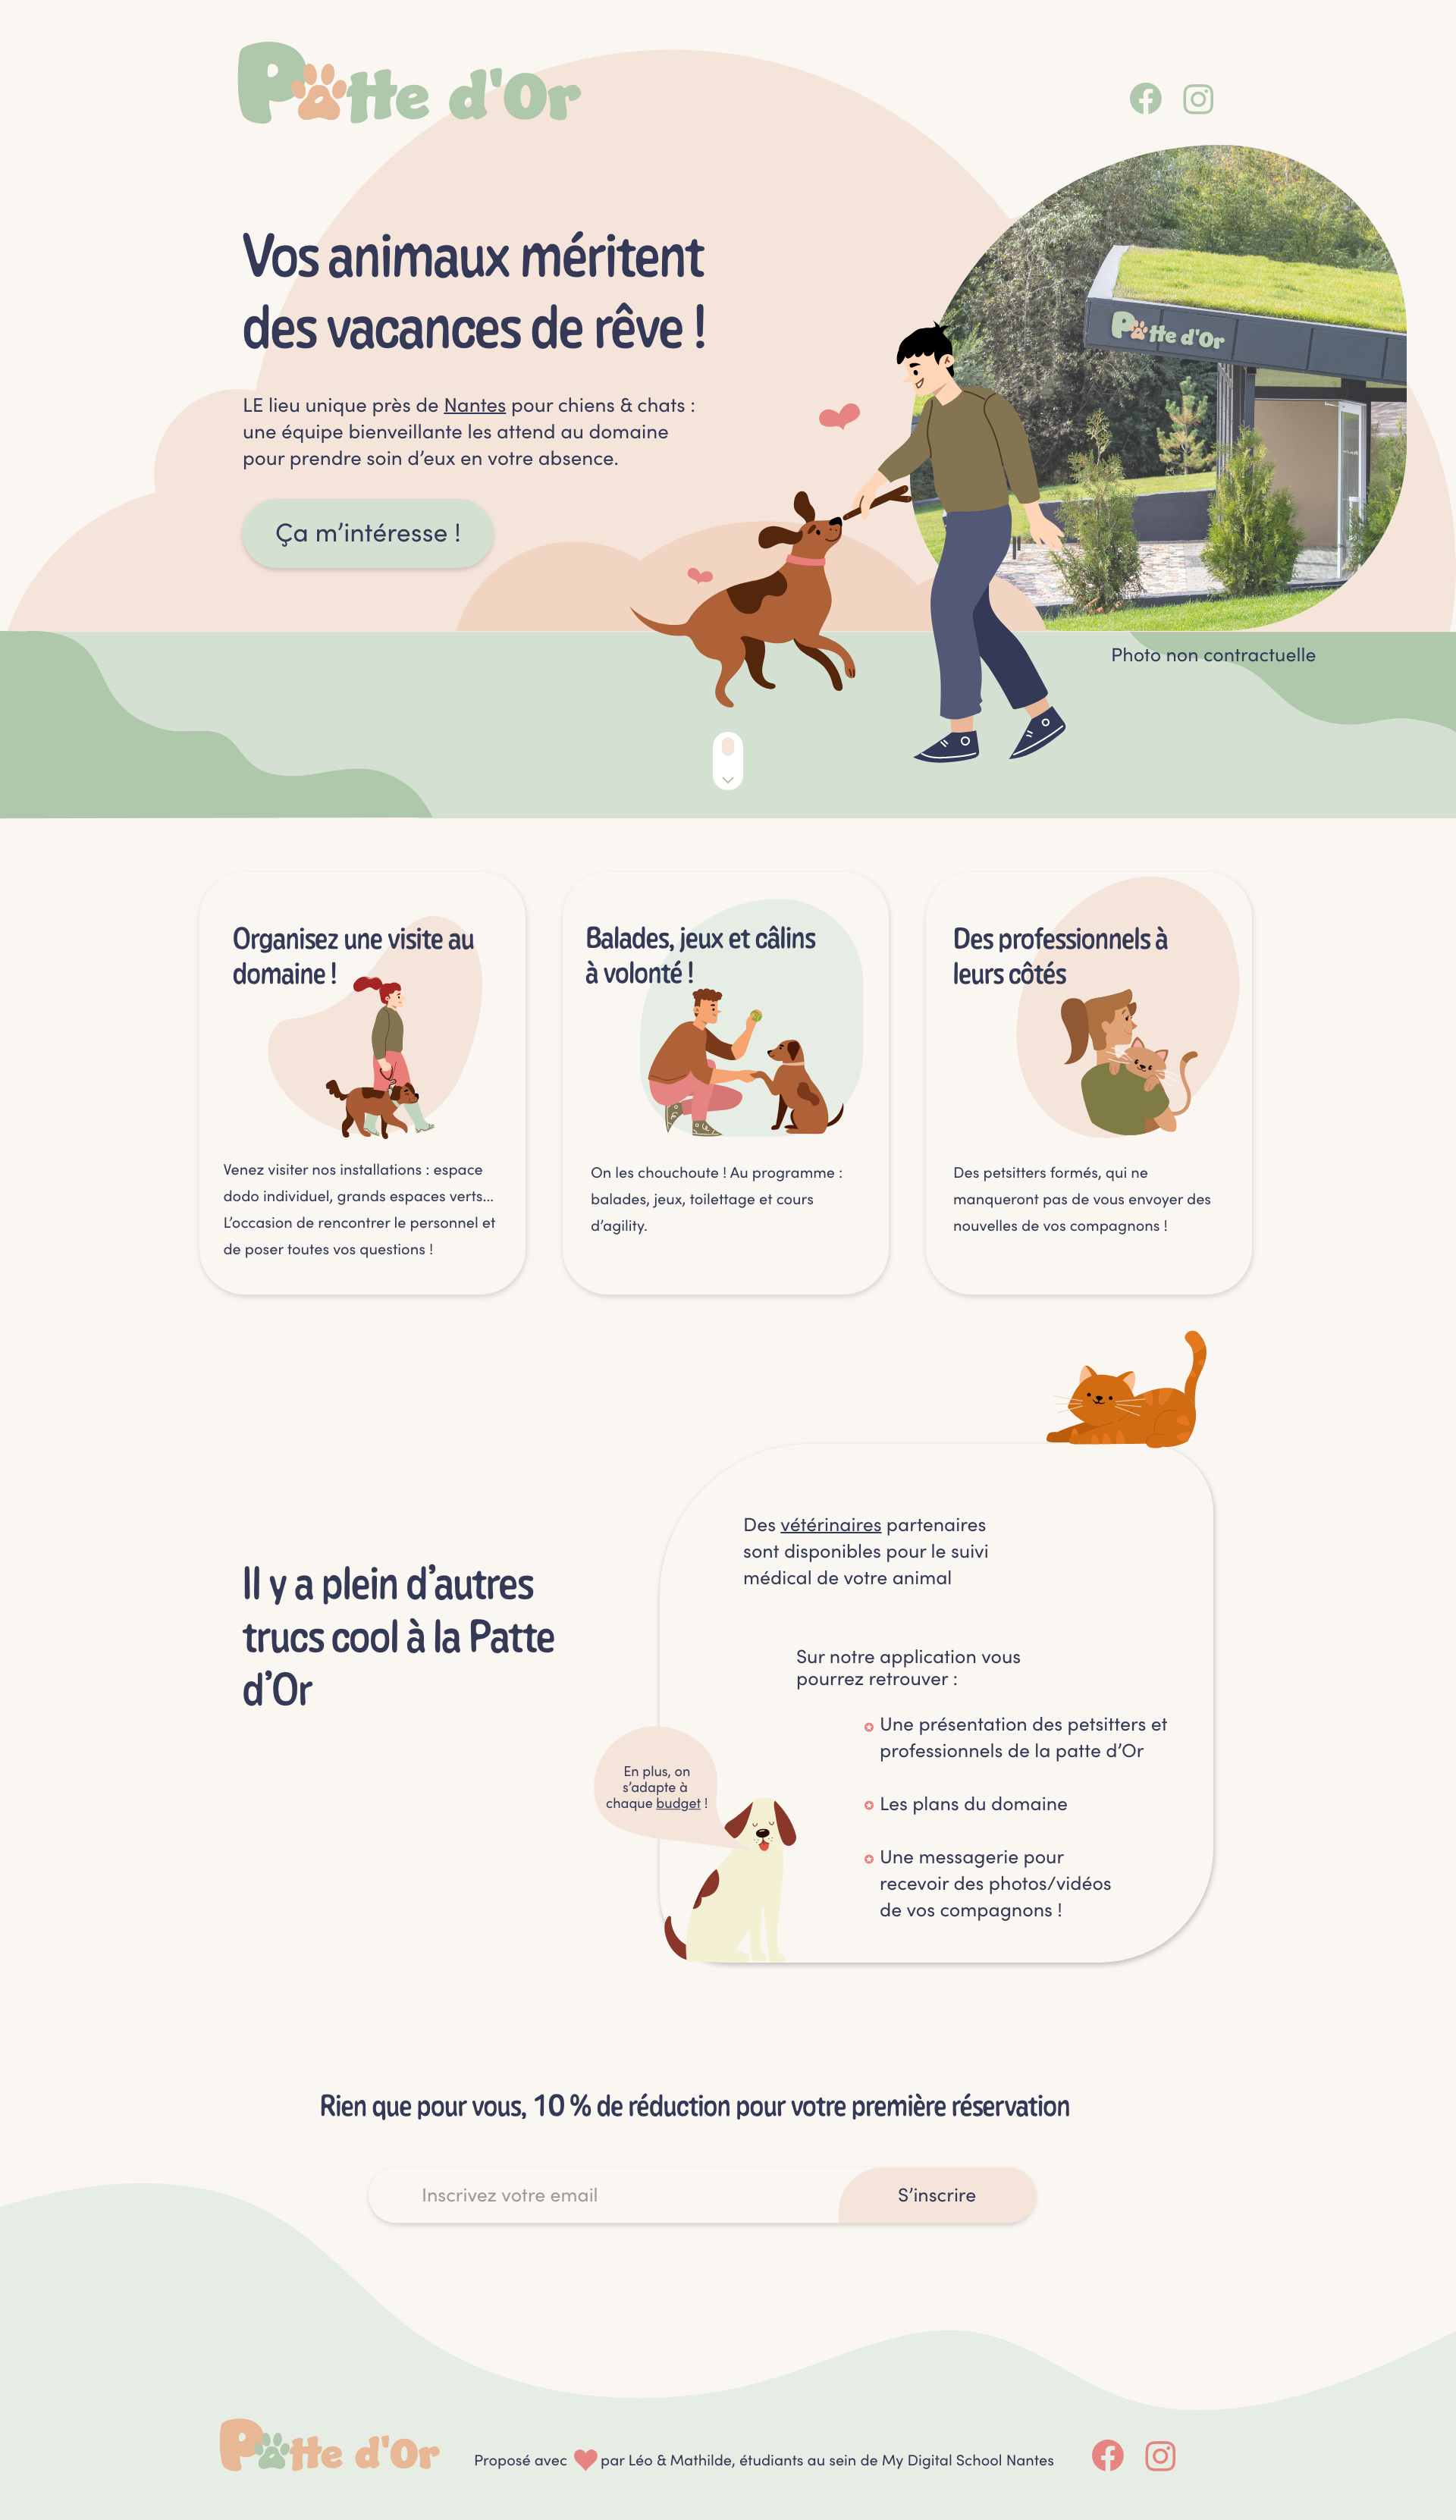 Patte d'Or
Vos animaux méritent
des vacances de rêve !
LE lieu unique près de Nantes pour chiens & chats :
une équipe bienveillante les attend au domaine
pour prendre soin d’eux en votre absence.
Ça m’intéresse !
Patte d'Or
Photo non contractuelle
Organisez une visite au
domaine !
Venez visiter nos installations : espace
dodo individuel, grands espaces verts...
L’occasion de rencontrer le personnel et
de poser toutes vos questions !
Balades, jeux et câlins
à volonté !
On les chouchoute ! Au programme :
balades, jeux, toilettage et cours
d’agility.
Des professionnels à
leurs côtés
Des petsitters formés, qui ne
manqueront pas de vous envoyer des
nouvelles de vos compagnons !
Il y a plein d’autres
trucs cool à la Patte
d’Or
Des vétérinaires partenaires
sont disponibles pour le suivi
médical de votre animal
Sur notre application vous
pourrez retrouver :
Une présentation des petsitters et
professionnels de la patte d’Or
Les plans du domaine
Une messagerie pour
recevoir des photos/vidéos
de vos compagnons !
En plus, on
s’adapte à
chaque budget !
Rien que pour vous, 10 % de réduction pour votre première réservation
Inscrivez votre email
S’inscrire
Patte d'Or
Proposé avec par Léo & Mathilde, étudiants au sein de My Digital School Nantes